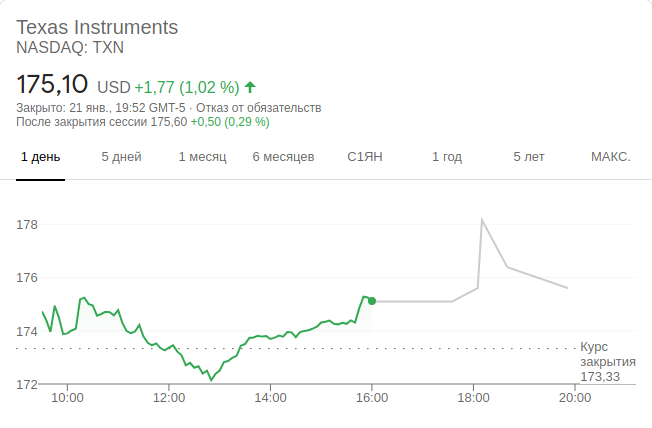 Texas Instruments
NASDAQ: TXN
175,10 USD +1,77 (1,02 %)
Закрыто: 21 янв., 19:52 GMT-5 · Отказ от обязательств
После закрытия сессии 175,60 +0,50 (0,29 %)
1 день 5 дней 1 месяц 6 месяцев С1ЯН 1 год 5 лет МАКС.
178
176
174
Курс
закрытия
173,33
172
10:00 12:00 14:00 16:00 18:00 20:00